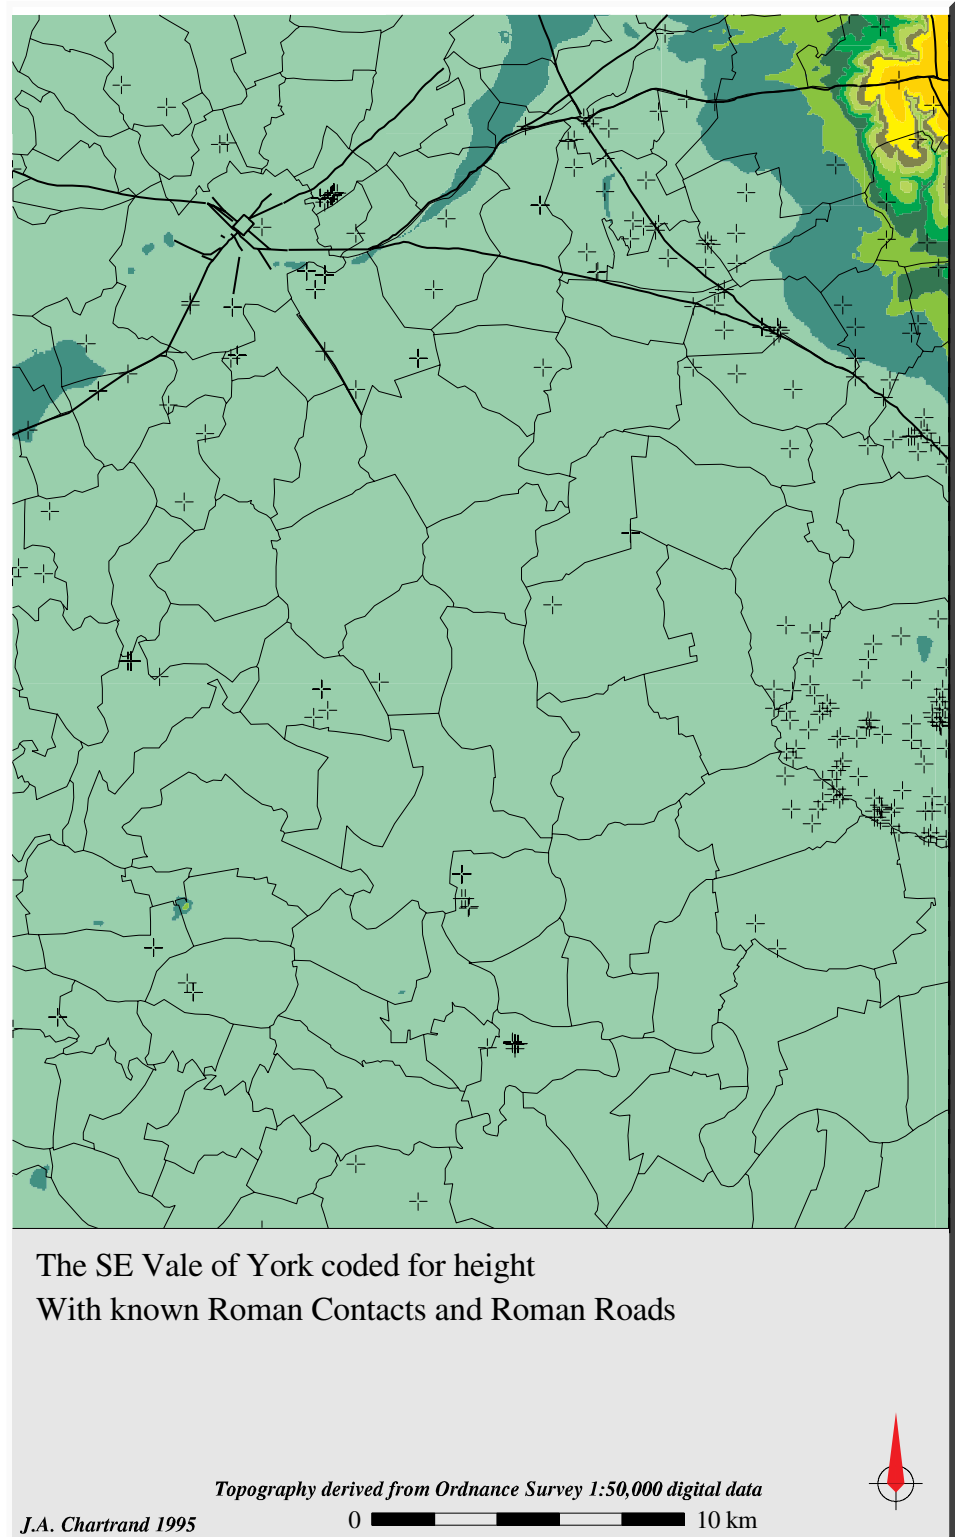 The SE Vale of York coded for height
With known Roman Contacts and Roman Roads
Topography derived from Ordnance Survey 1:50,000 digital data
J.A. Chartrand 1995
0 10 km